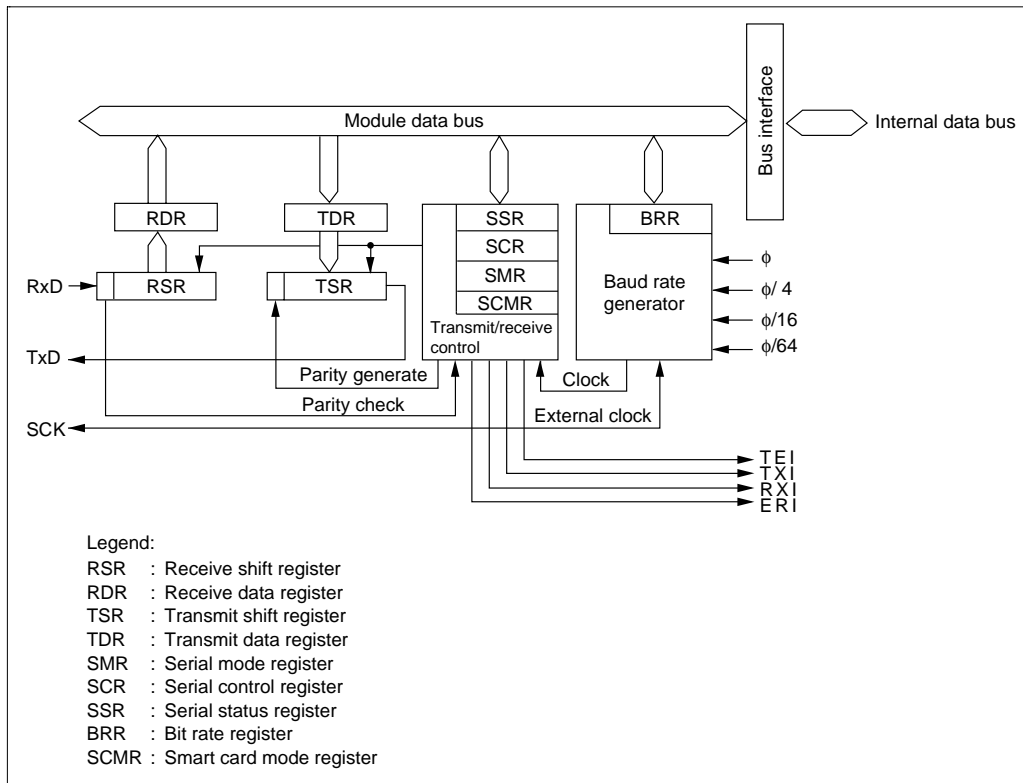 Bus interface
Module data bus
Internal data bus
RDR
TDR
SSR
BRR
SCR
RxD
RSR
TSR
SMR
SCMR
Transmit/receive
control
Baud rate
generator
ϕ
ϕ/ 4
ϕ/16
ϕ/64
TxD
Parity generate
Clock
Parity check
External clock
SCK
TEI
TXI
RXI
ERI
Legend:
RSR : Receive shift register
RDR : Receive data register
TSR : Transmit shift register
TDR : Transmit data register
SMR : Serial mode register
SCR : Serial control register
SSR : Serial status register
BRR : Bit rate register
SCMR : Smart card mode register